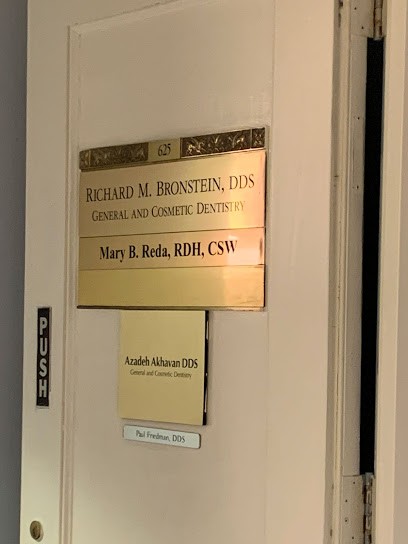 625
RICHARD M. BRONSTEIN, DDS
GENERAL AND COSMETIC DENTISTRY
Mary B. Reda, RDH, CSW
PUSH
Azadeh Akhavan DDS
General and Cosmetic Dentistry
Paul Friedman, DDS